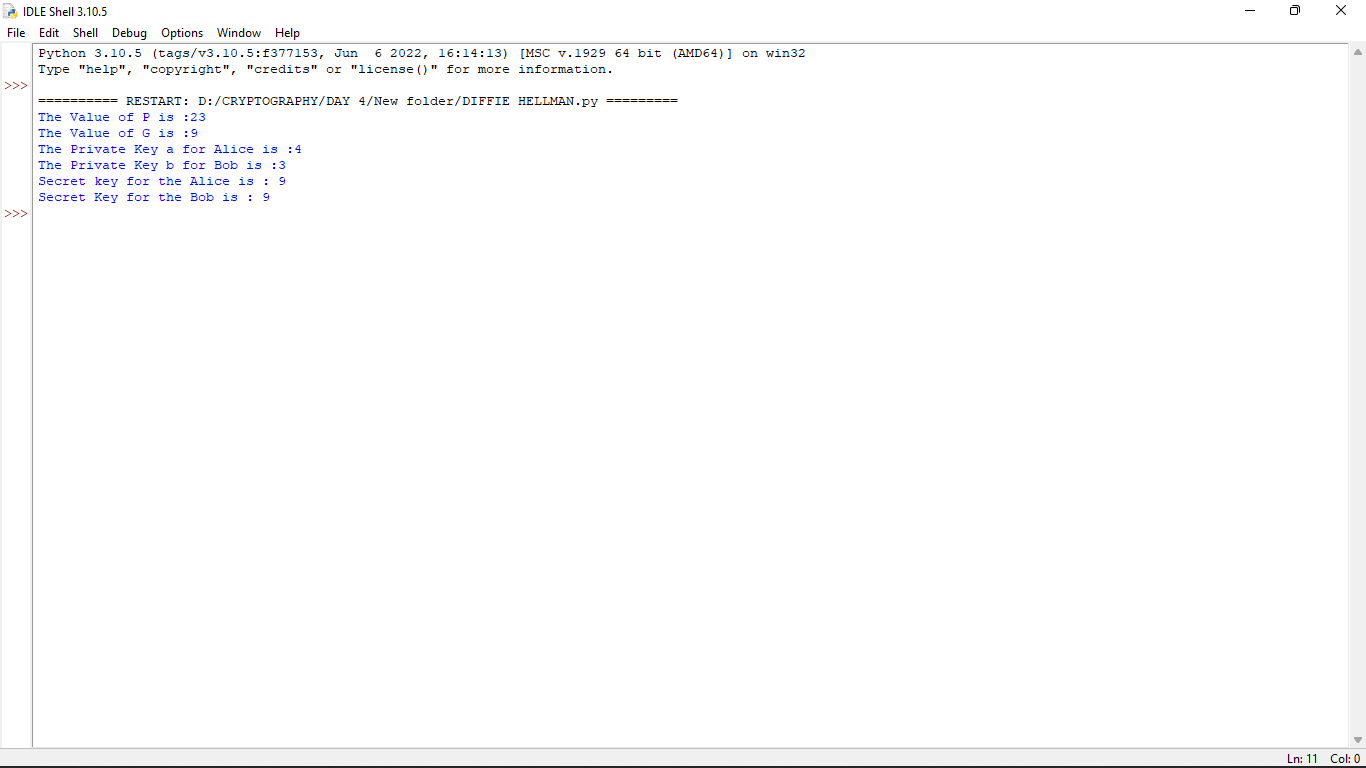 IDLE Shell 3.10.5
File Edit Shell Debug Options Window Help
Python 3.10.5 (tags/v3.10.5:f377153, Jun  6 2022, 16:14:13) [MSC v.1929 64 bit (AMD64)] on win32
Type "help", "copyright", "credits" or "license()" for more information.
>>>
========== RESTART: D:/CRYPTOGRAPHY/DAY 4/New folder/DIFFIE HELLMAN.py =========
The Value of P is :23
The Value of G is :9
The Private Key a for Alice is :4
The Private Key b for Bob is :3
Secret key for the Alice is : 9
Secret Key for the Bob is : 9
>>>
Ln: 11 Col: 0